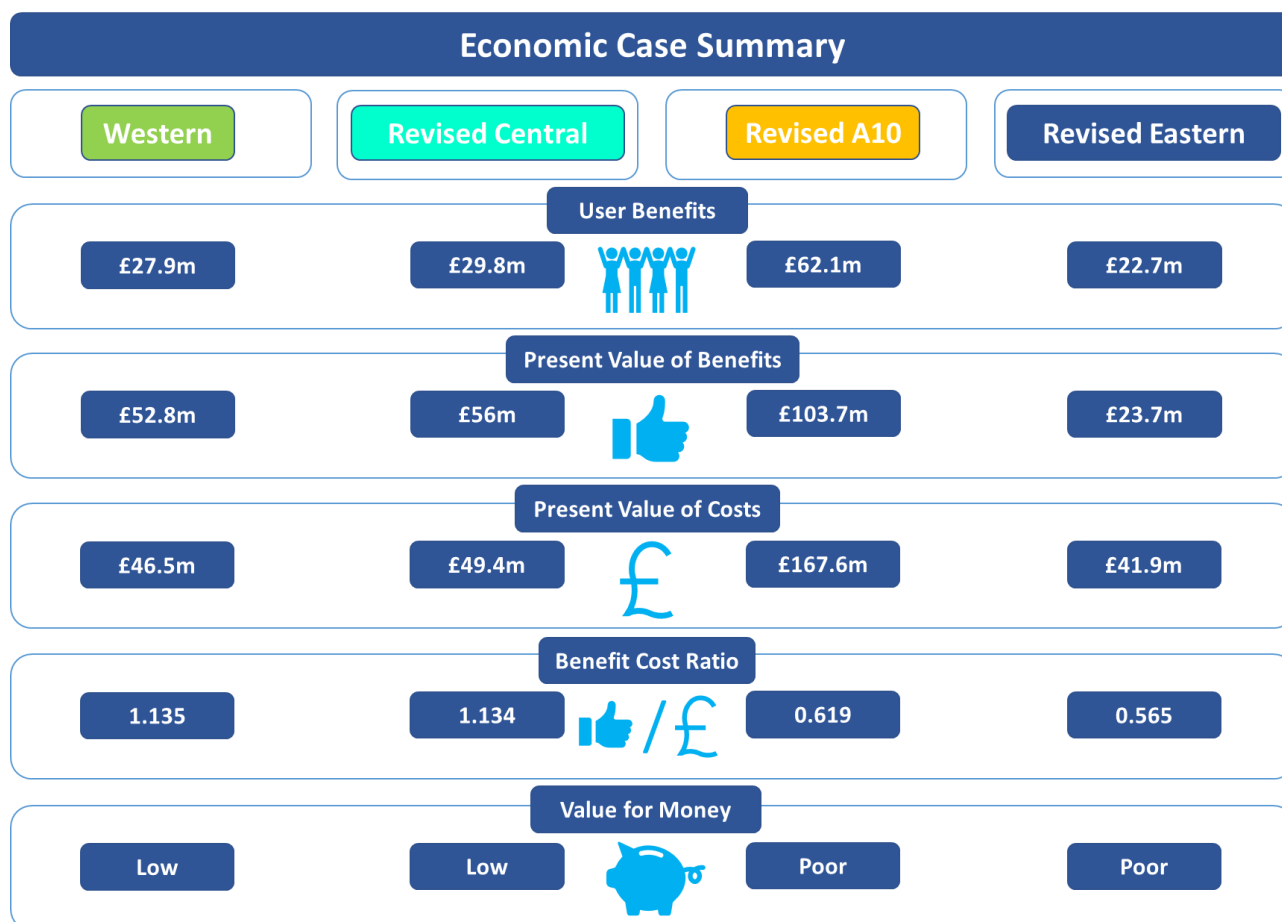 Economic Case Summary
Western Revised Central Revised A10 Revised Eastern
User Benefits
£27.9m £29.8m £62.1m £22.7m
Present Value of Benefits
£52.8m £56m £103.7m £23.7m
Present Value of Costs
£46.5m £49.4m £ £167.6m £41.9m
Benefit Cost Ratio
1.135 1.134 / £ 0.619 0.565
Value for Money
Low Low Poor Poor